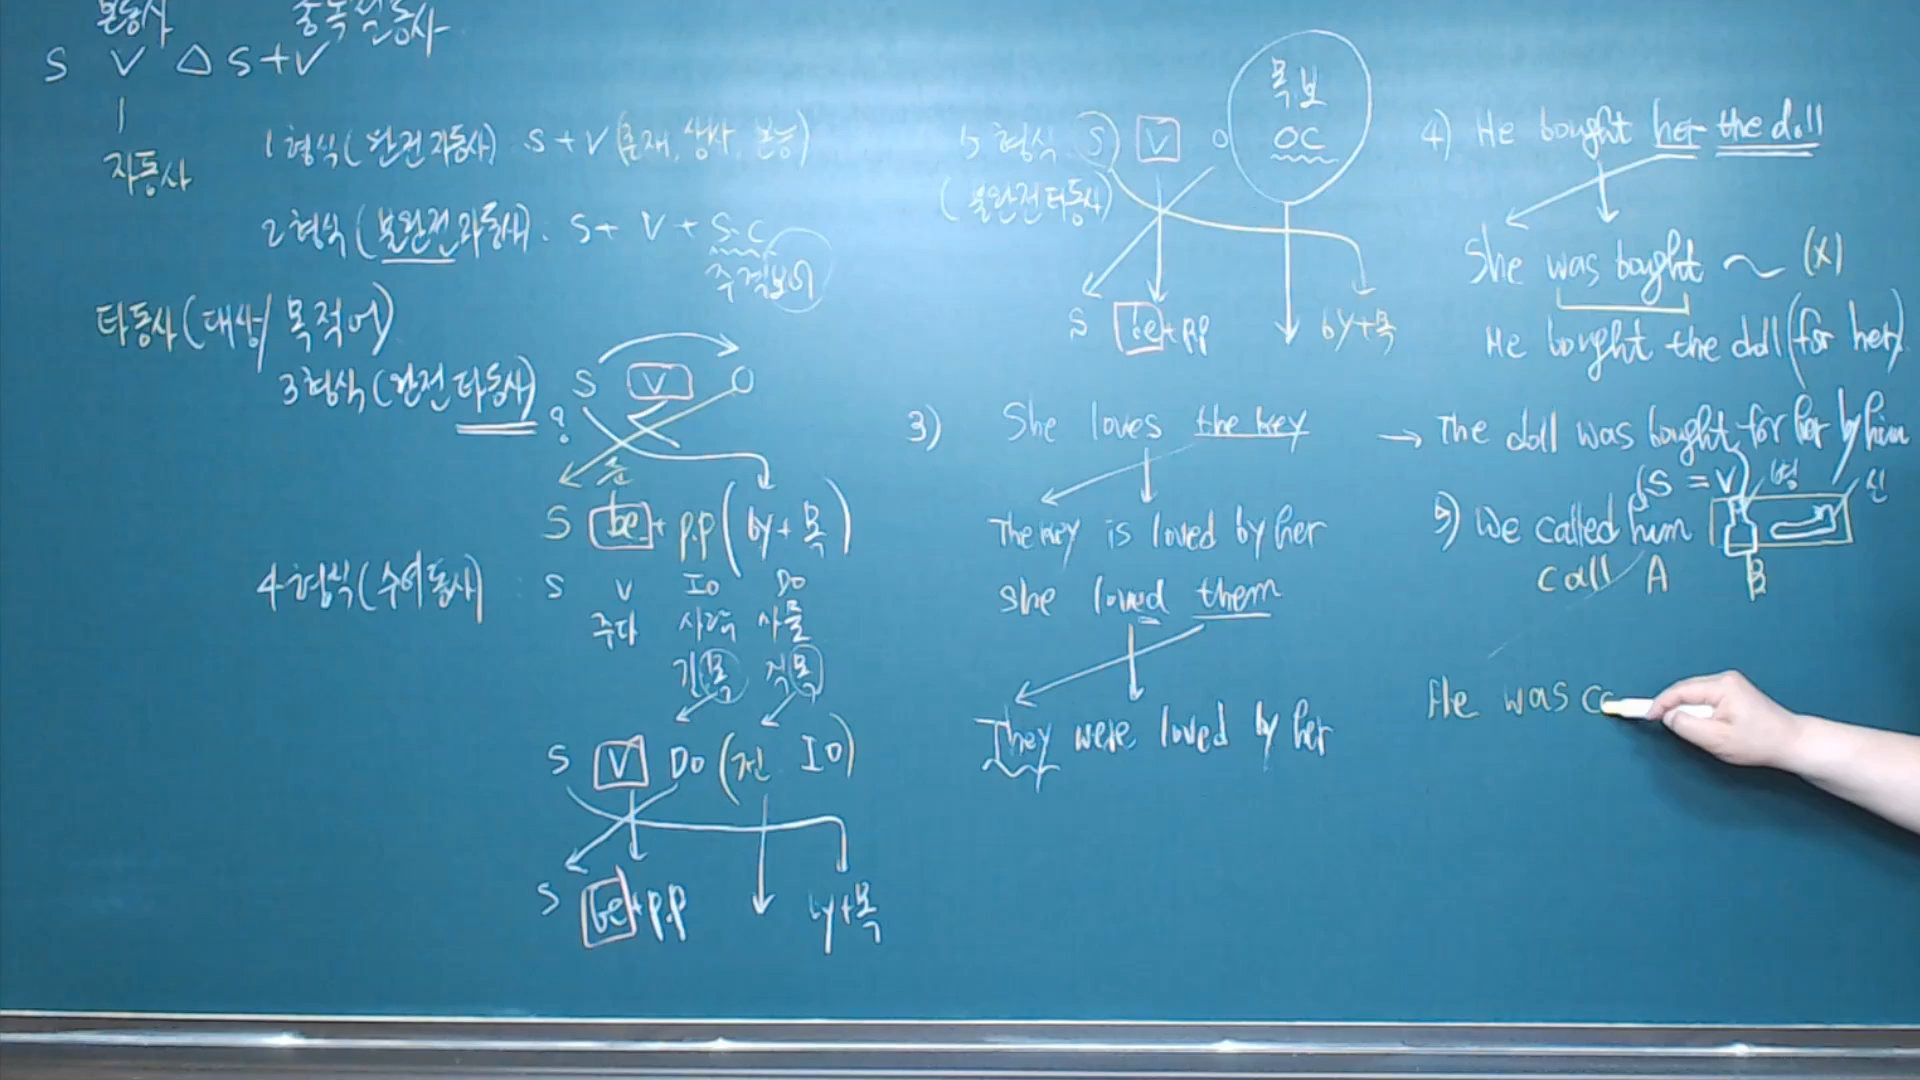 본동사
S V △ S+V
자동사
1형식(완전자동사) S+V(존재, 상사, 본능)
2형식(불완전자동사). S+ V + S.C
주격보어
타동사(대상/목적어)
3형식(완전타동사) S V O
?
S be + p.p (by+목)
4형식(수여동사) : S V IO DO
주다 사람 사물
간목 직목
S V DO (전 IO)
S be+p.p by+목
5형식 S V O OC
목.보
(불완전타동사)
S be+p.p by+목
3) She loves the key
The key is loved by her
she loved them
They were loved by her
4) He bought her the doll
She was bought ~ (x)
He bought the doll (for her)
→ The doll was bought for her by him
(S = V)
5) We called him
call A B
He was